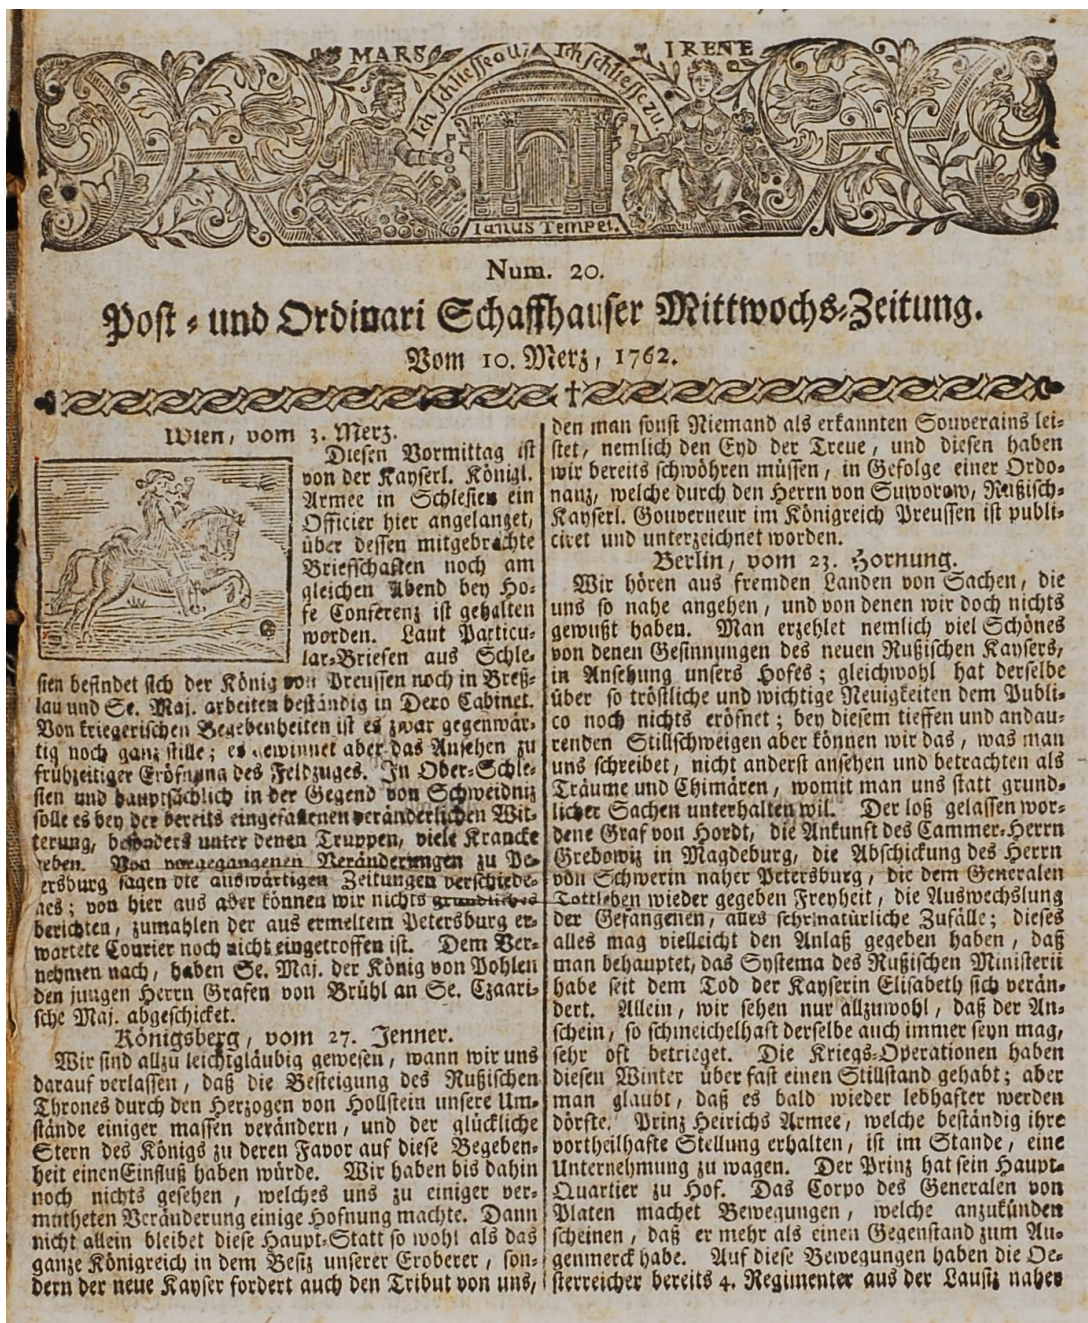 MARS
IRENE
Ich schliesse auf
Ich schliesse zu
Ianus Tempel.
Num. 20.
Post- und Ordinari Schaffhauser Mittwochs-Zeitung.
Vom 10. Merz, 1762.
Wien, vom 3. Merz.
Diesen Vormittag ist
von der Kayserl. Königl.
Armee in Schlesien ein
Officier hier angelanget,
über dessen mitgebrachte
Briefschaften noch am
gleichen Abend bey Ho-
fe Conferenz ist gehalten
worden. Laut Particu-
lar-Briefen aus Schle-
sien befindet sich der König von Preussen noch in Breß-
lau und Se. Maj. arbeiten beständig in Dero Cabinet.
Von kriegerischen Begebenheiten ist es zwar gegenwär-
tig noch ganz stille; es gewinnet aber das Ansehen zu
frühzeitiger Eröfnung des Feldzuges. In Ober-Schle-
sien und hauptsächlich in der Gegend von Schweidniz
solle es bey der bereits eingefallenen veränderlichen Wit-
terung, besonders unter denen Truppen, viele Krancke
geben. Von vorgegangenen Veränderungen zu Pe-
tersburg sagen die auswärtigen Zeitungen verschiede-
nes; von hier aus aber können wir nichts gründliches
berichten, zumahlen der aus ermeltem Petersburg er-
wartete Courier noch nicht eingetroffen ist. Dem Ver-
nehmen nach, haben Se. Maj. der König von Pohlen
den jungen Herrn Grafen von Brühl an Se. Czaari-
sche Maj. abgeschicket.
Königsberg, vom 27. Jenner.
Wir sind allzu leichtgläubig gewesen, wann wir uns
darauf verlassen, daß die Besteigung des Rußischen
Thrones durch den Herzogen von Hollstein unsere Um-
stände einiger massen verändern, und der glückliche
Stern des Königs zu deren Favor auf diese Begeben-
heit einen Einfluß haben würde. Wir haben bis dahin
noch nichts gesehen, welches uns zu einiger ver-
mutheten Veränderung einige Hofnung machte. Dann
nicht allein bleibet diese Haupt-Statt so wohl als das
ganze Königreich in dem Besiz unserer Eroberer, son-
dern der neue Kayser fordert auch den Tribut von uns,
den man sonst Niemand als erkannten Souverains lei-
stet, nemlich den Eyd der Treue, und diesen haben
wir bereits schwöhren müssen, in Gefolge einer Ordo-
nanz, welche durch den Herrn von Suworow, Rußisch-
Kayserl. Gouverneur im Königreich Preussen ist publi-
ciret und unterzeichnet worden.
Berlin, vom 23. Hornung.
Wir hören aus fremden Landen von Sachen, die
uns so nahe angehen, und von denen wir doch nichts
gewußt haben. Man erzehlet nemlich viel Schönes
von denen Gesinnungen des neuen Rußischen Kaysers,
in Ansehung unsers Hofes; gleichwohl hat derselbe
über so tröstliche und wichtige Neuigkeiten dem Publi-
co noch nichts eröfnet; bey diesem tieffen und andau-
renden Stillschweigen aber können wir das, was man
uns schreibet, nicht anderst ansehen und betrachten als
Träume und Chimären, womit man uns statt grund-
licher Sachen unterhalten wil. Der loß gelassen wor-
dene Graf von Hordt, die Ankunft des Cammer-Herrn
Grebowiz in Magdeburg, die Abschickung des Herrn
von Schwerin naher Petersburg, die dem Generalen
Tottleben wieder gegeben Freyheit, die Auswechslung
der Gefangenen, alles sehr natürliche Zufälle; dieses
alles mag vielleicht den Anlaß gegeben haben, daß
man behauptet, das Systema des Rußischen Ministerii
habe seit dem Tod der Kayserin Elisabeth sich verän-
dert. Allein, wir sehen nur allzuwohl, daß der An-
schein, so schmeichelhaft derselbe auch immer seyn mag,
sehr oft betrieget. Die Kriegs-Operationen haben
diesen Winter über fast einen Stillstand gehabt; aber
man glaubt, daß es bald wieder lebhafter werden
dörfte. Prinz Heirichs Armee, welche beständig ihre
vortheilhafte Stellung erhalten, ist im Stande, eine
Unternehmung zu wagen. Der Prinz hat sein Haupt-
Quartier zu Hof. Das Corpo des Generalen von
Platen machet Bewegungen, welche anzukünden
scheinen, daß er mehr als einen Gegenstand zum Au-
genmerck habe. Auf diese Bewegungen haben die Oe-
sterreicher bereits 4. Regimenter aus der Lausiz naher